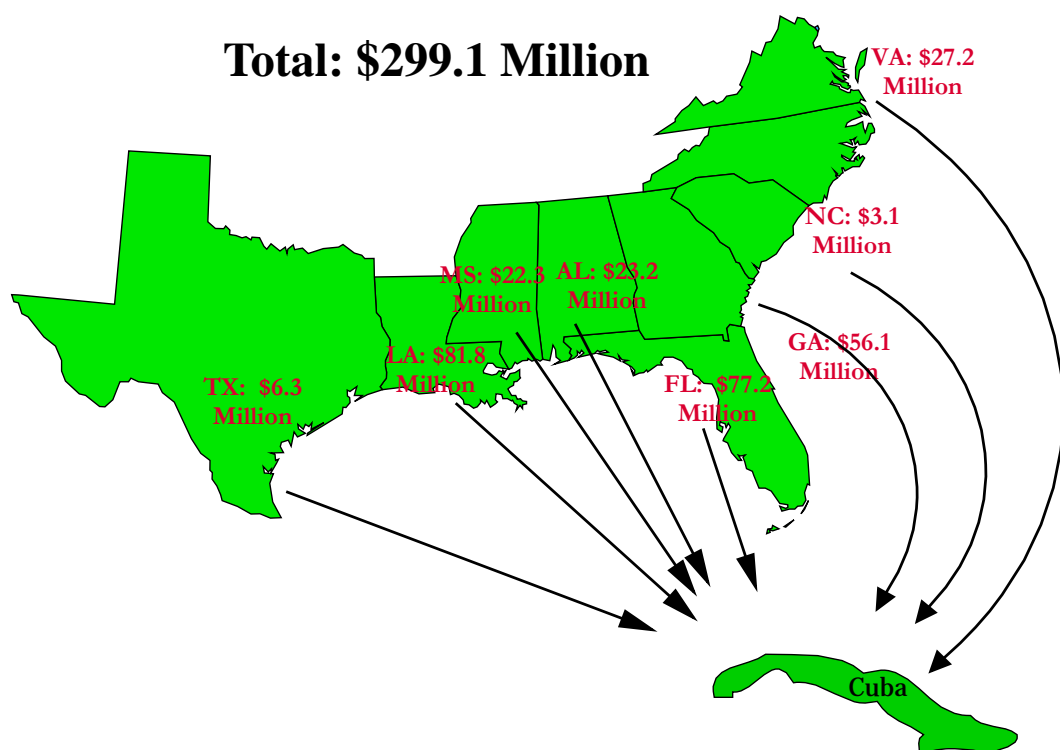 Total: $299.1 Million
VA: $27.2
Million
NC: $3.1
Million
MS: $22.3
Million
AL: $23.2
Million
GA: $56.1
Million
LA: $81.8
Million
TX:  $6.3
Million
FL:  $77.2
Million
Cuba